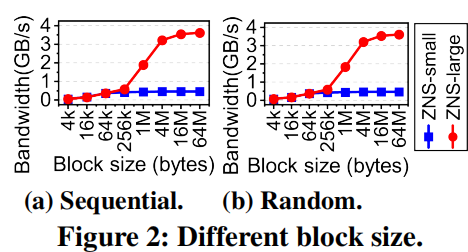 Bandwidth(GB/s)
4
3
2
1
0
4k
16k
64k
256k
1M
4M
16M
64M
Block size (bytes)
(a) Sequential.
Bandwidth(GB/s)
4
3
2
1
0
4k
16k
64k
256k
1M
4M
16M
64M
Block size (bytes)
(b) Random.
ZNS-small
ZNS-large
Figure 2: Different block size.